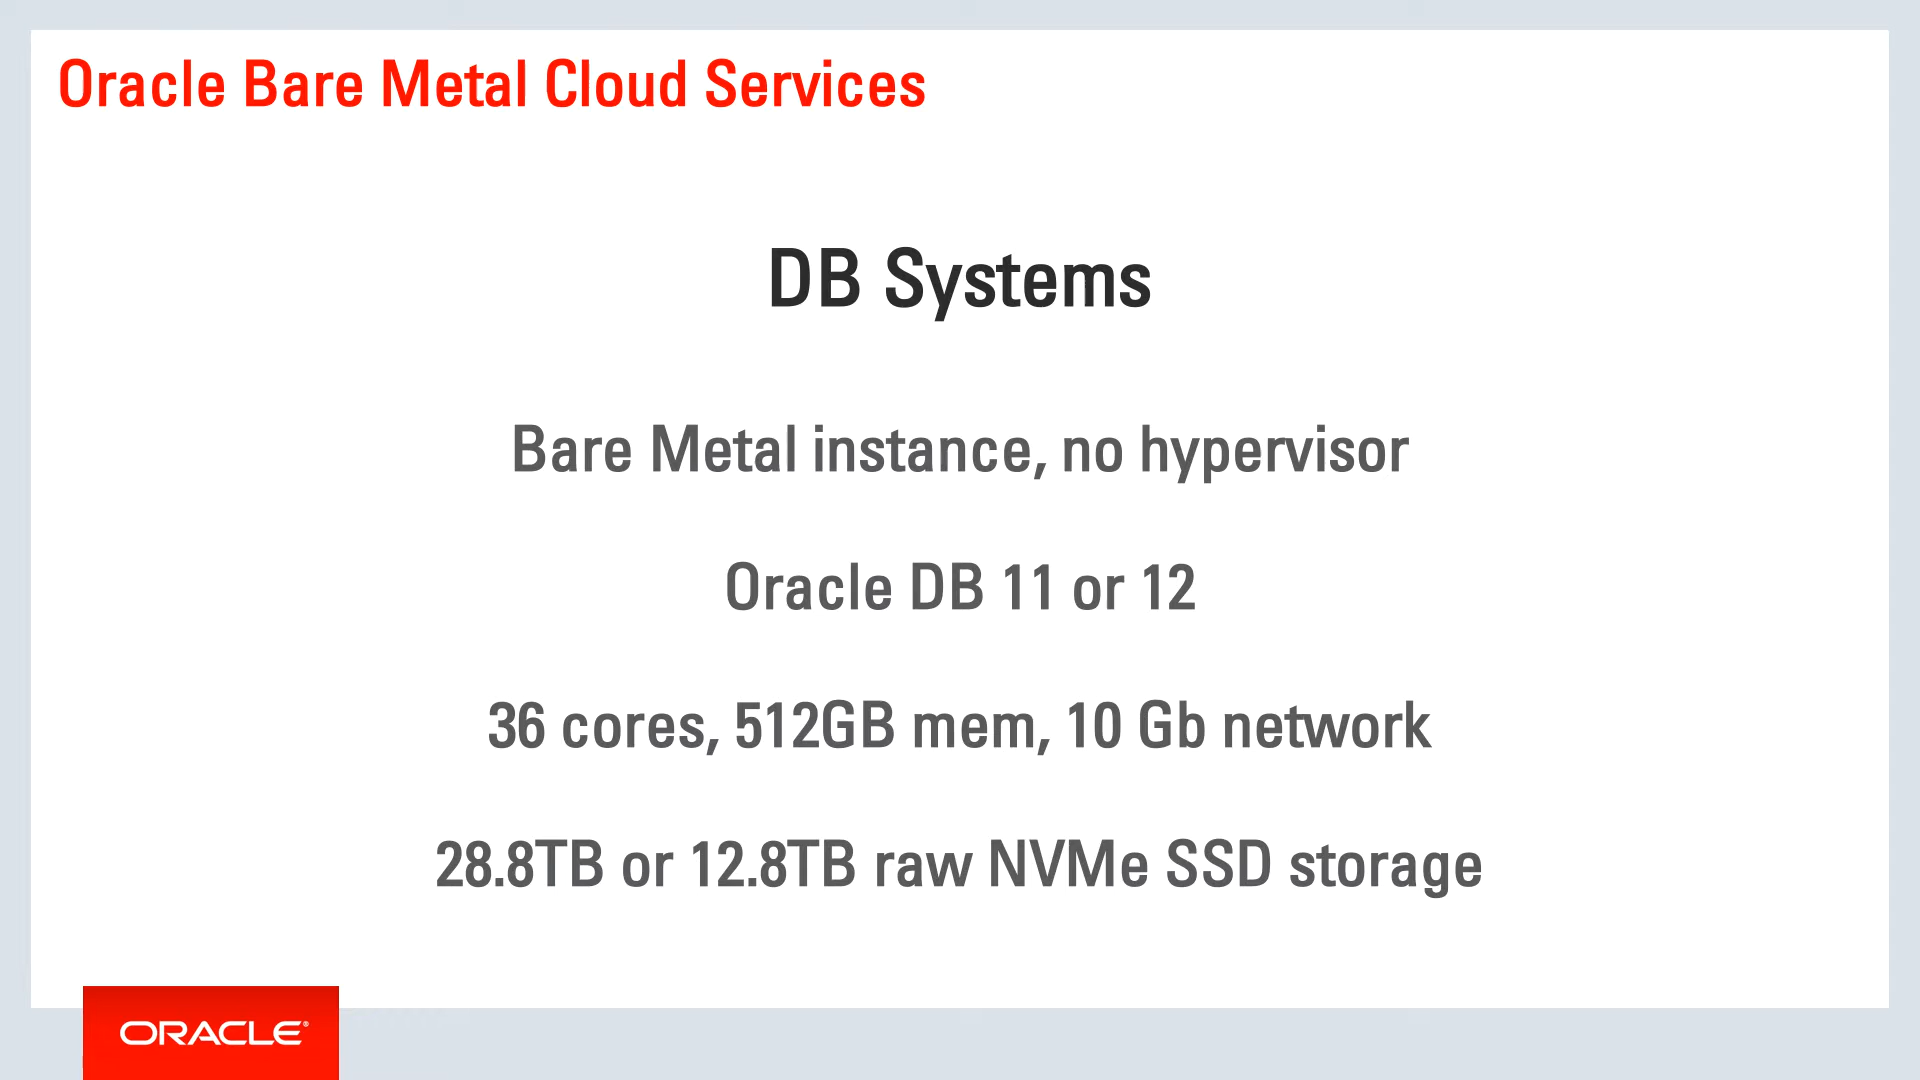 Oracle Bare Metal Cloud Services
DB Systems
Bare Metal instance, no hypervisor
Oracle DB 11 or 12
36 cores, 512GB mem, 10 Gb network
28.8TB or 12.8TB raw NVMe SSD storage
ORACLE®